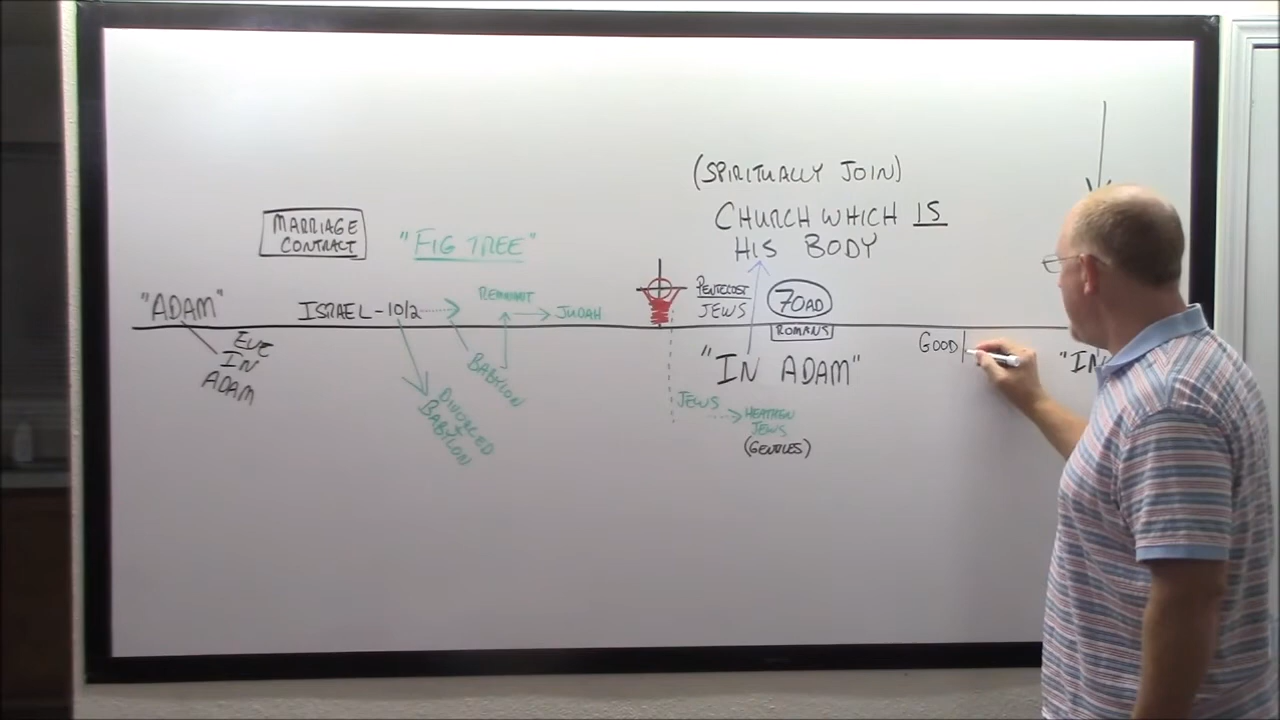 (SPIRITUALLY JOIN)
CHURCH WHICH IS
HIS BODY
MARRIAGE
CONTRACT
"FIG TREE"
"ADAM"
EVE
IN
ADAM
ISRAEL - 10/2
REMNANT
JUDAH
BABYLON
DIVORCED
BABYLON
PENTECOST
JEWS
70AD
ROMANS
"IN ADAM"
JEWS
HEATHEN
JEWS
(GENTILES)
GOOD
"IN